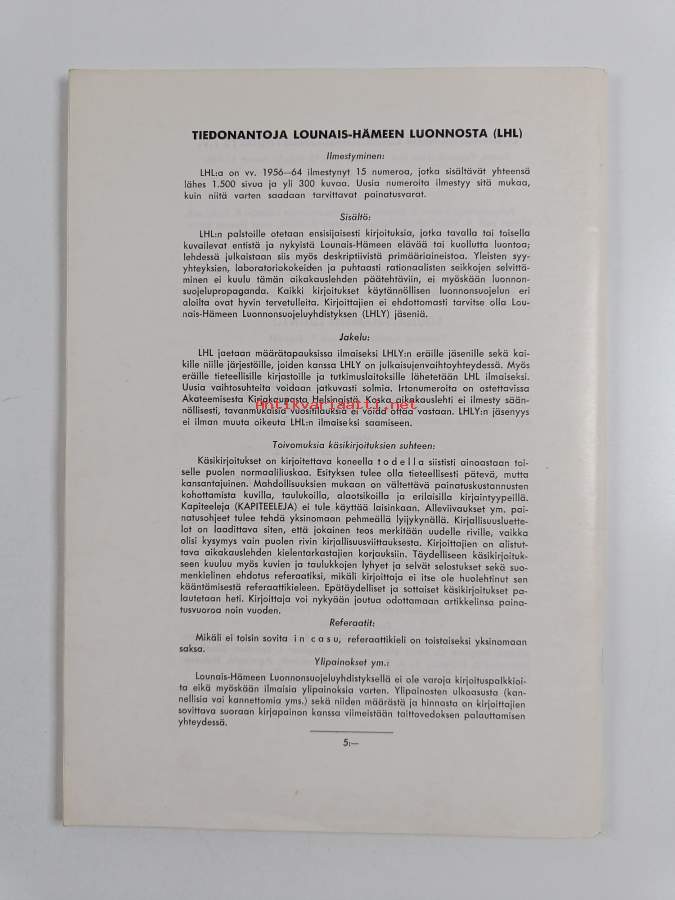 TIEDONANTOJA LOUNAIS-HÄMEEN LUONNOSTA (LHL)
Ilmestyminen:
LHL:a on vv. 1956—64 ilmestynyt 15 numeroa, jotka sisältävät yhteensä
lähes 1.500 sivua ja yli 300 kuvaa. Uusia numeroita ilmestyy sitä mukaa,
kuin niitä varten saadaan tarvittavat painatusvarat.
Sisältö:
LHL:n palstoille otetaan ensisijaisesti kirjoituksia, jotka tavalla tai toisella
kuvailevat entistä ja nykyistä Lounais-Hämeen elävää tai kuollutta luontoa;
lehdessä julkaistaan siis myös deskriptiivistä primääriaineistoa. Yleisten syy-
yhteyksien, laboratoriokokeiden ja puhtaasti rationaalisten seikkojen selvittä-
minen ei kuulu tämän aikakauslehden päätehtäviin, ei myöskään luonnon-
suojelupropaganda. Kaikki kirjoitukset käytännöllisen luonnonsuojelun eri
aloilta ovat hyvin tervetulleita. Kirjoittajien ei ehdottomasti tarvitse olla Lou-
nais-Hämeen Luonnonsuojeluyhdistyksen (LHLY) jäseniä.
Jakelu:
LHL jaetaan määrätapauksissa ilmaiseksi LHLY:n eräille jäsenille sekä kai-
kille niille järjestöille, joiden kanssa LHLY on julkaisujenvaihtoyhteydessä. Myös
eräille tieteellisille kirjastoille ja tutkimuslaitoksille lähetetään LHL ilmaiseksi.
Uusia vaihtosuhteita voidaan jatkuvasti solmia. Irtonumeroita on ostettavissa
Akateemisesta Kirjakaupasta Helsingistä. Koska aikakauslehti ei ilmesty sään-
nöllisesti, tavanmukaisia vuositilauksia ei voida ottaa vastaan. LHLY:n jäsenyys
ei ilman muuta oikeuta LHL:n ilmaiseksi saamiseen.
Antikvariaatti.net
Toivomuksia käsikirjoituksien suhteen:
Käsikirjoitukset on kirjoitettava koneella t o d e l l a siististi ainoastaan toi-
selle puolen normaaliliuskaa. Esityksen tulee olla tieteellisesti pätevä, mutta
kansantajuinen. Mahdollisuuksien mukaan on vältettävä painatuskustannusten
kohottamista kuvilla, taulukoilla, alaotsikoilla ja erilaisilla kirjaintyypeillä.
Kapiteeleja (KAPITEELEJA) ei tule käyttää laisinkaan. Alleviivaukset ym. pai-
natusohjeet tulee tehdä yksinomaan pehmeällä lyijykynällä. Kirjallisuusluette-
lot on laadittava siten, että jokainen teos merkitään uudelle riville, vaikka
olisi kysymys vain puolen rivin kirjallisuusviittauksesta. Kirjoittajien on alistut-
tava aikakauslehden kielentarkastajien korjauksiin. Täydelliseen käsikirjoituk-
seen kuuluu myös kuvien ja taulukkojen lyhyet ja selvät selostukset sekä suo-
menkielinen ehdotus referaatiksi, mikäli kirjoittaja ei itse ole huolehtinut sen
kääntämisestä referaattikieleen. Epätäydelliset ja sottaiset käsikirjoitukset pa-
lautetaan heti. Kirjoittaja voi nykyään joutua odottamaan artikkelinsa paina-
tusvuoroa noin vuoden.
Referaatit:
Mikäli ei toisin sovita i n c a s u, referaattikieli on toistaiseksi yksinomaan
saksa.
Ylipainokset ym.:
Lounais-Hämeen Luonnonsuojeluyhdistyksellä ei ole varoja kirjoituspalkkioi-
ta eikä myöskään ilmaisia ylipainoksia varten. Ylipainosten ulkoasusta (kan-
nellisia vai kannettomia yms.) sekä niiden määrästä ja hinnasta on kirjoittajien
sovittava suoraan kirjapainon kanssa viimeistään taittovedoksen palauttamisen
yhteydessä.
5:—